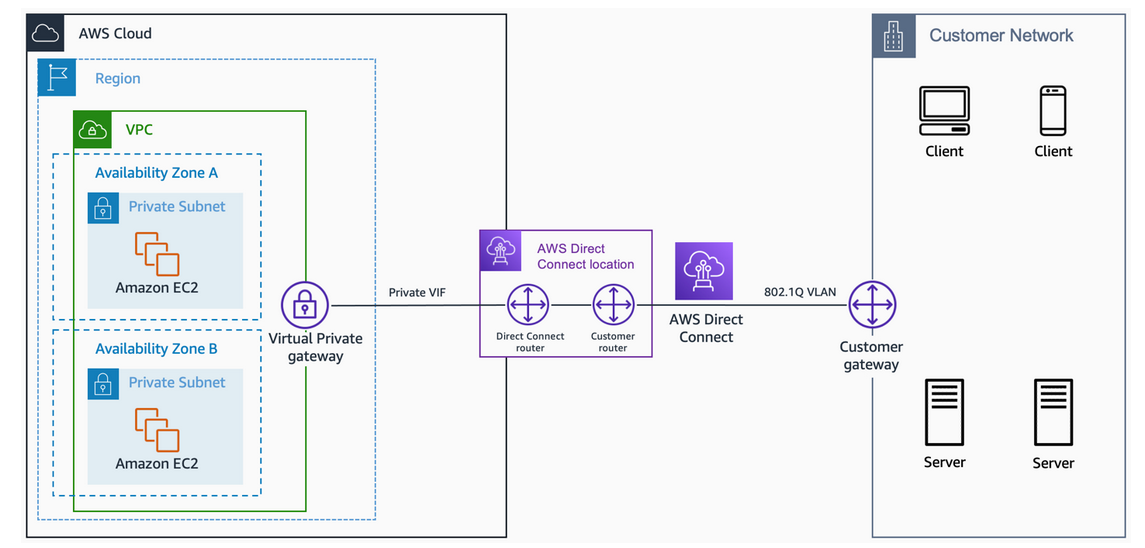 AWS Cloud
Customer Network
Region
VPC
Availability Zone A
Private Subnet
Amazon EC2
Availability Zone B
Private Subnet
Amazon EC2
Virtual Private
gateway
Private VIF
AWS Direct
Connect location
Direct Connect
router
Customer
router
AWS Direct
Connect
802.1Q VLAN
Customer
gateway
Client
Client
Server
Server